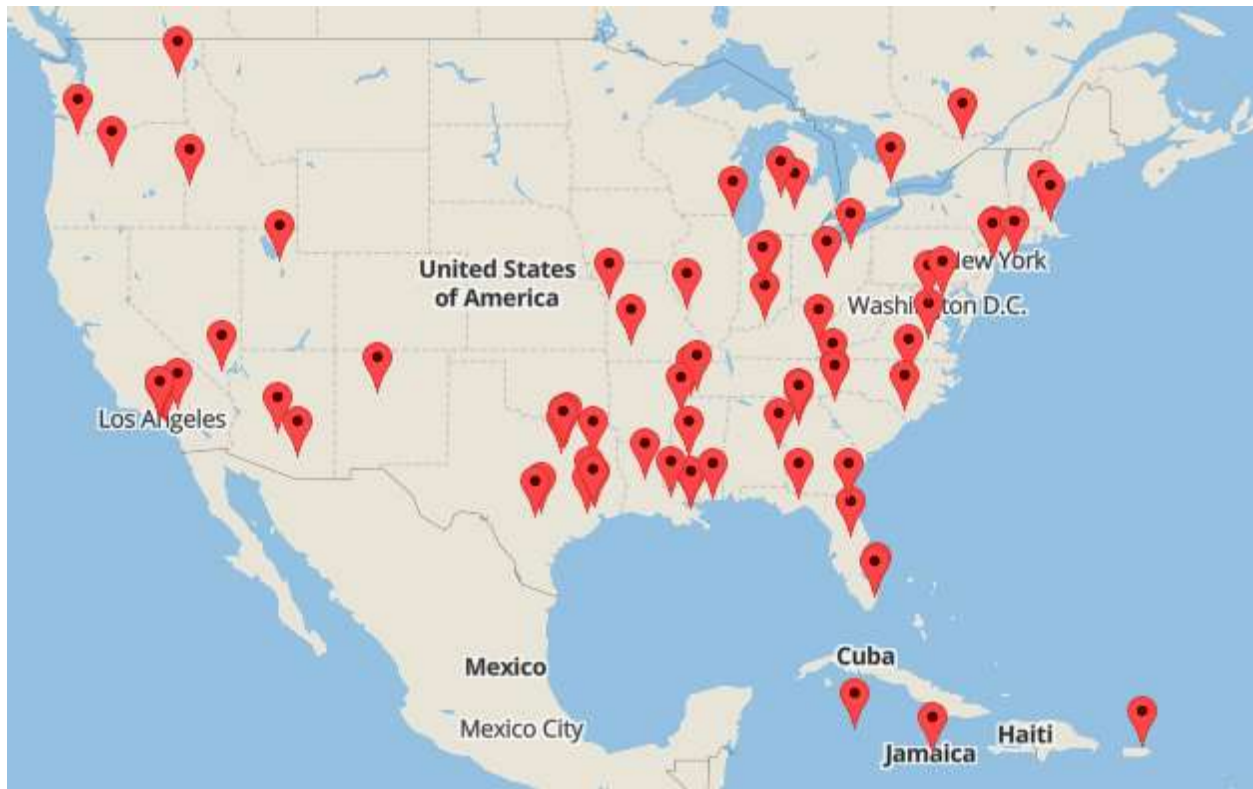 United States
of America
New York
Washington D.C.
Los Angeles
Cuba
Mexico
Mexico City
Haiti
Jamaica